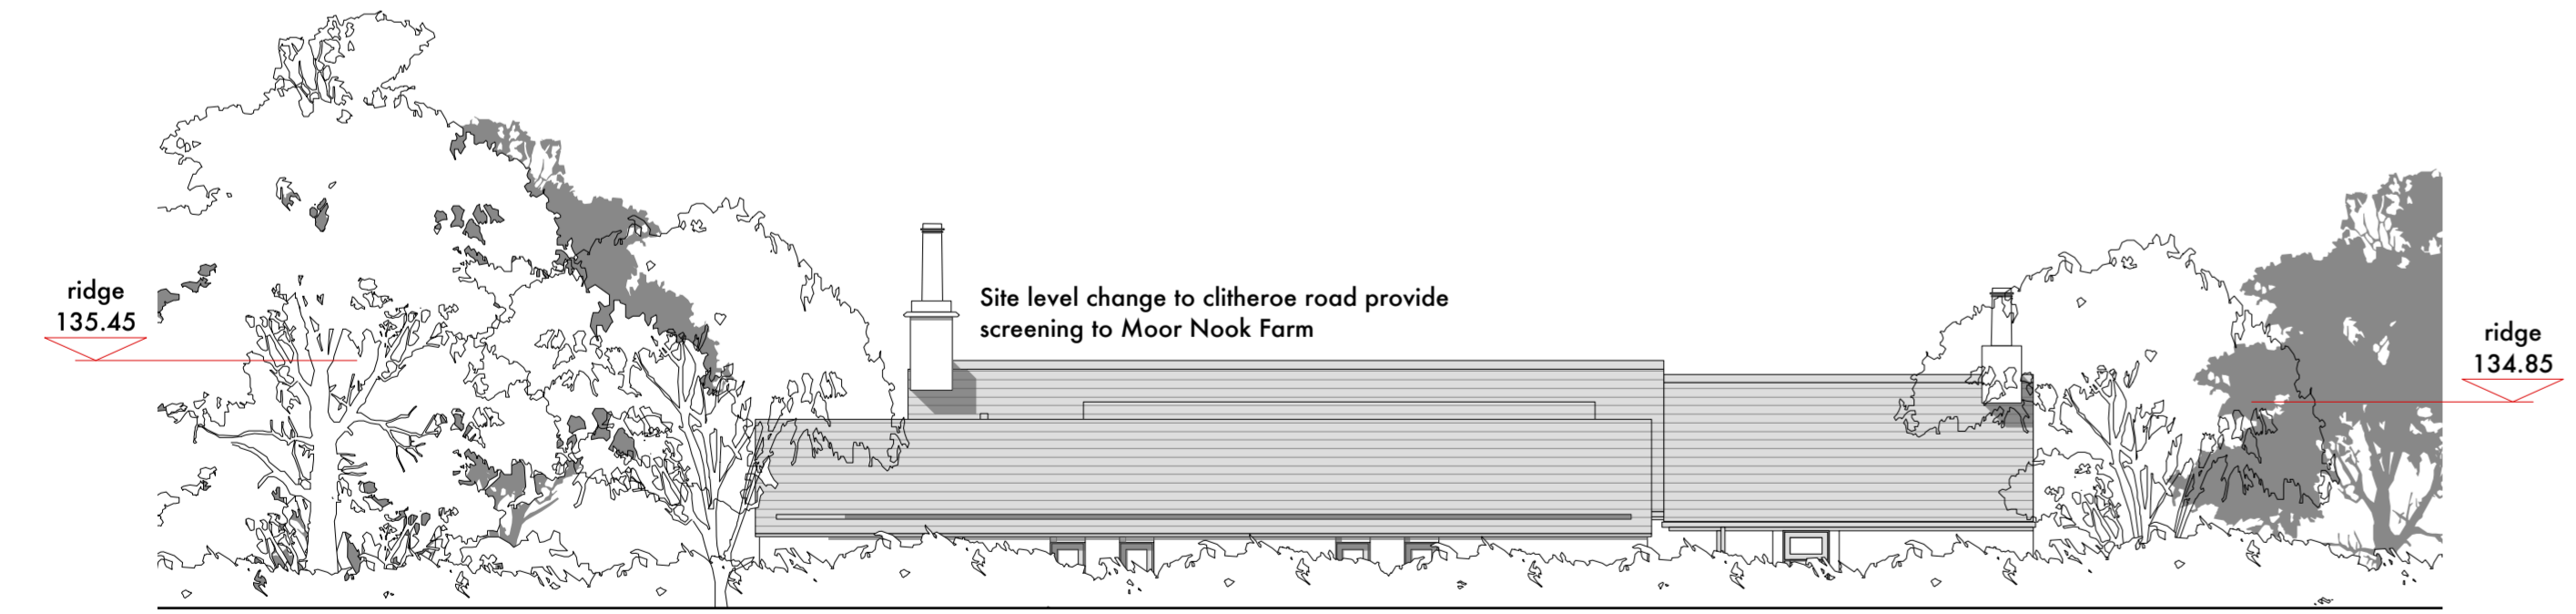 ridge
135.45
Site level change to clitheroe road provide
screening to Moor Nook Farm
ridge
134.85